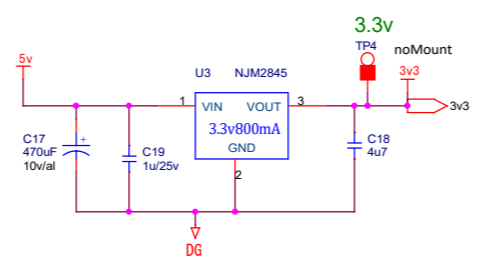 3.3v
TP4
noMount
5v
U3 NJM2845
3v3
1 VIN VOUT 3
3v3
3.3v800mA
GND
C17
470uF
10v/al
C19
1u/25v
C18
4u7
2
DG